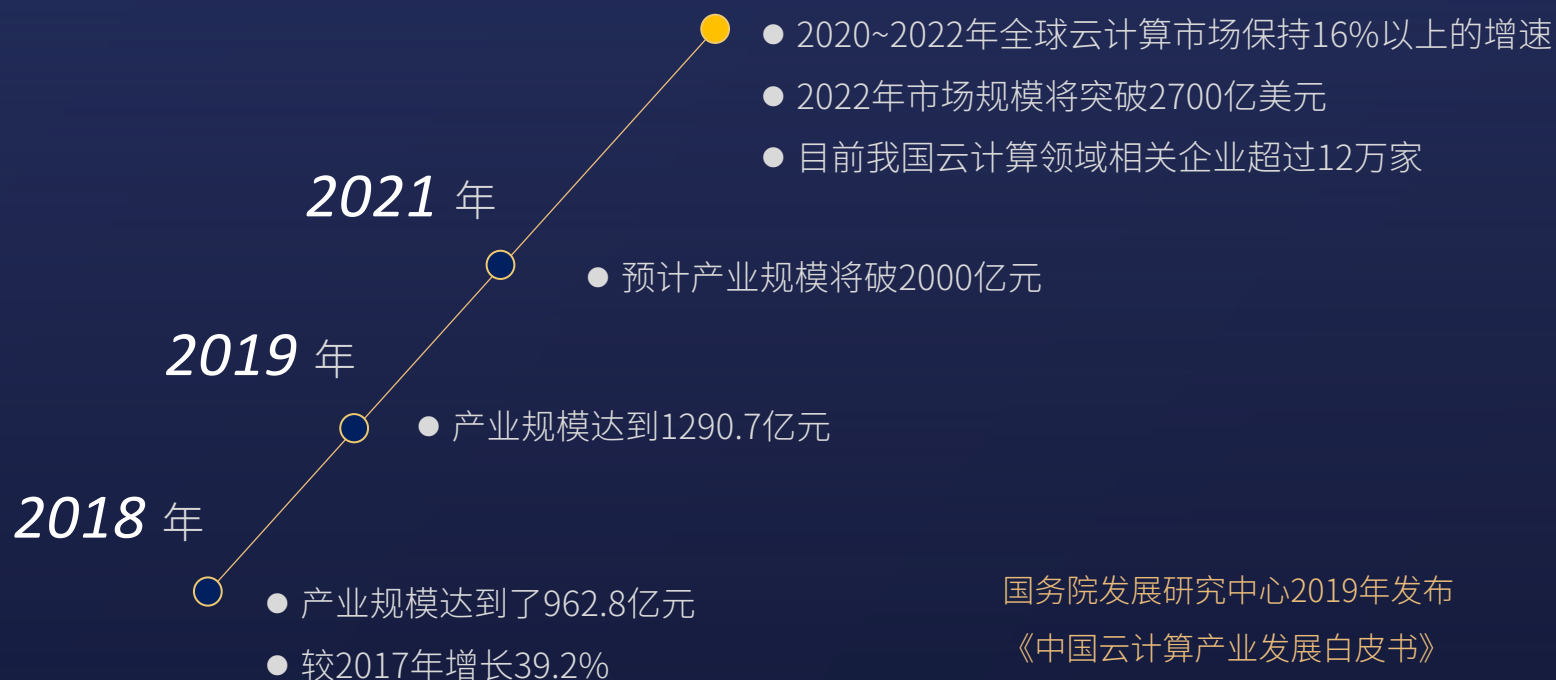 ● 2020~2022年全球云计算市场保持16%以上的增速
● 2022年市场规模将突破2700亿美元
● 目前我国云计算领域相关企业超过12万家
2021 年
● 预计产业规模将破2000亿元
2019 年
● 产业规模达到1290.7亿元
2018 年
● 产业规模达到了962.8亿元
● 较2017年增长39.2%
国务院发展研究中心2019年发布
《中国云计算产业发展白皮书》